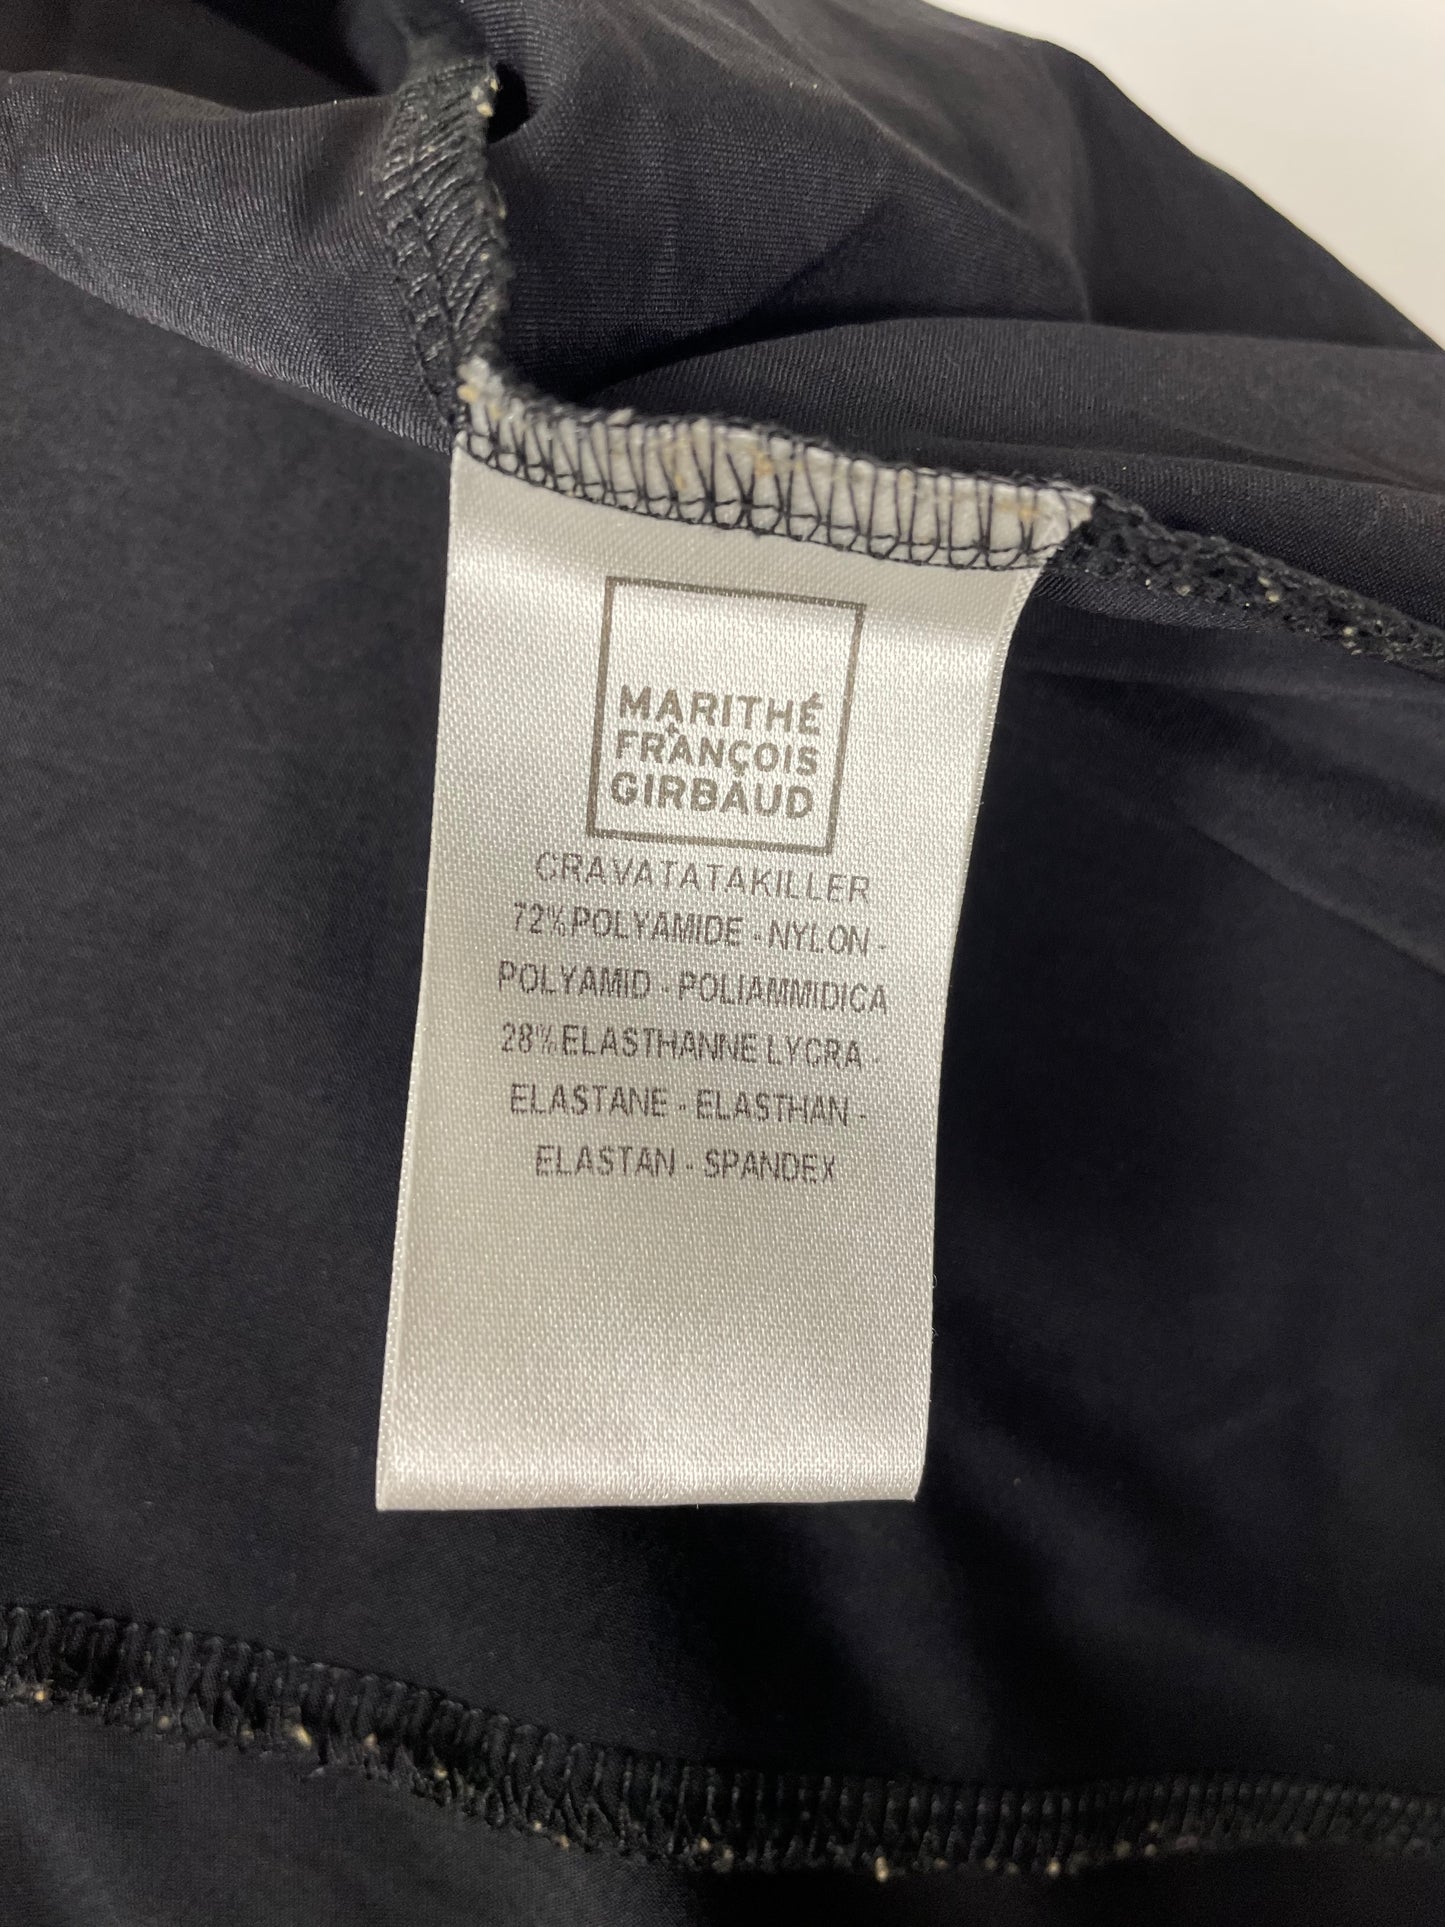 MARITHÉ
+
FRANÇOIS
GIRBAUD
CRAVATATAKILLER
72% POLYAMIDE - NYLON -
POLYAMID - POLIAMMIDICA
28% ELASTHANNE LYCRA -
ELASTANE - ELASTHAN -
ELASTAN - SPANDEX